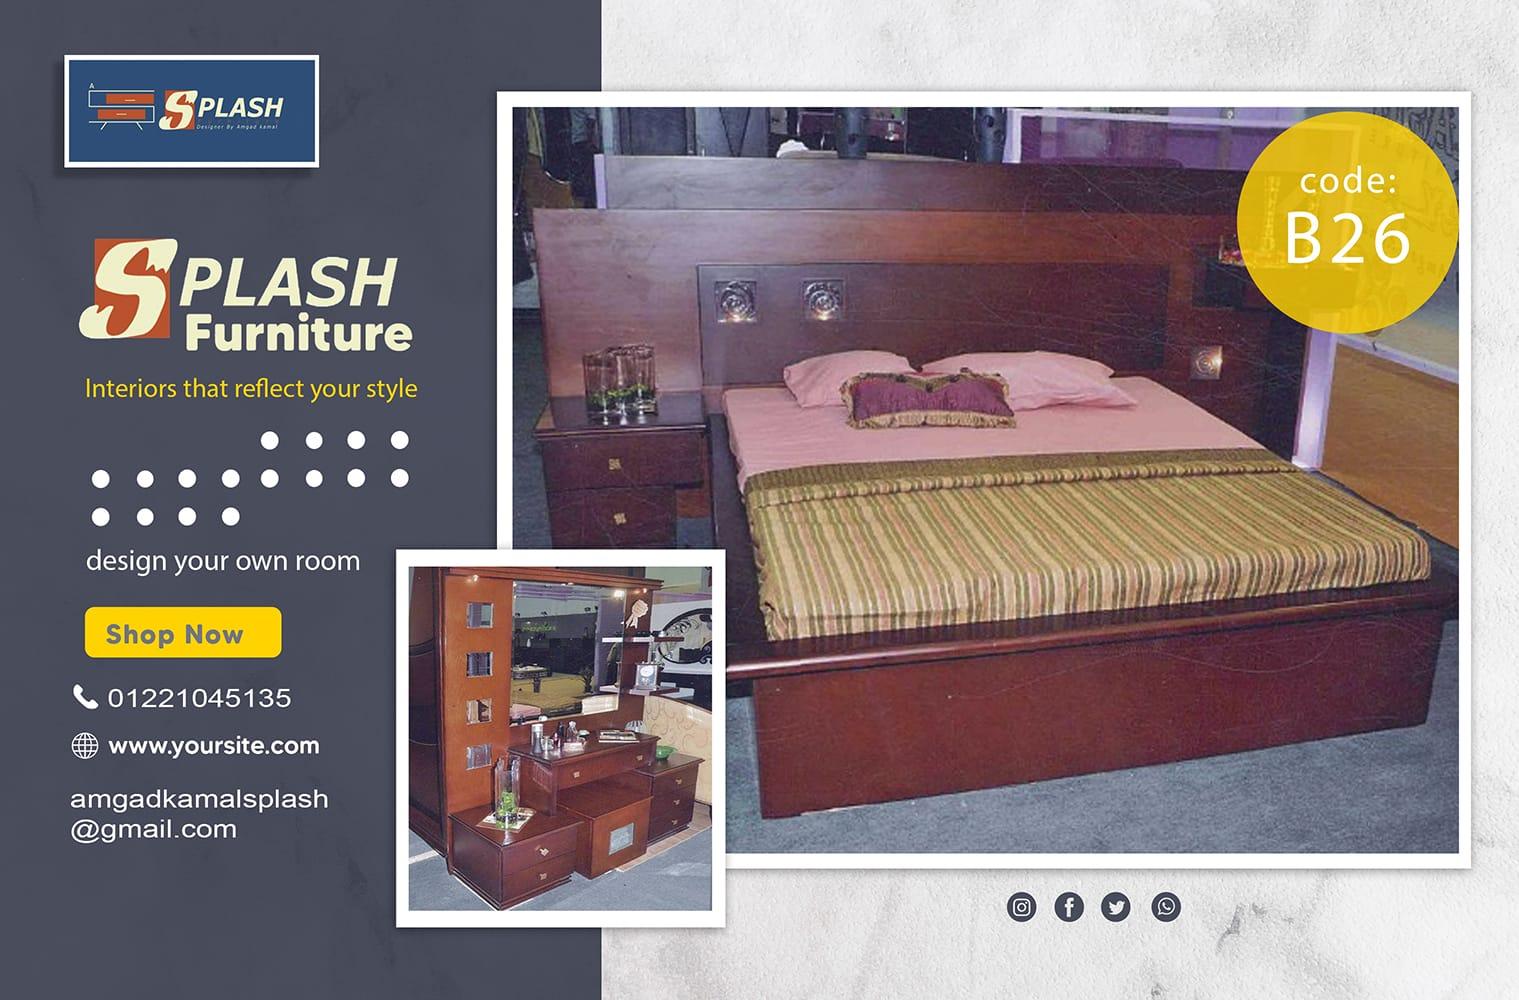 A
SPLASH
Designer By Amgad kamal
SPLASH
Furniture
Interiors that reflect your style
design your own room
Shop Now
01221045135
www.yoursite.com
amgadkamalsplash
@gmail.com
code:
B26